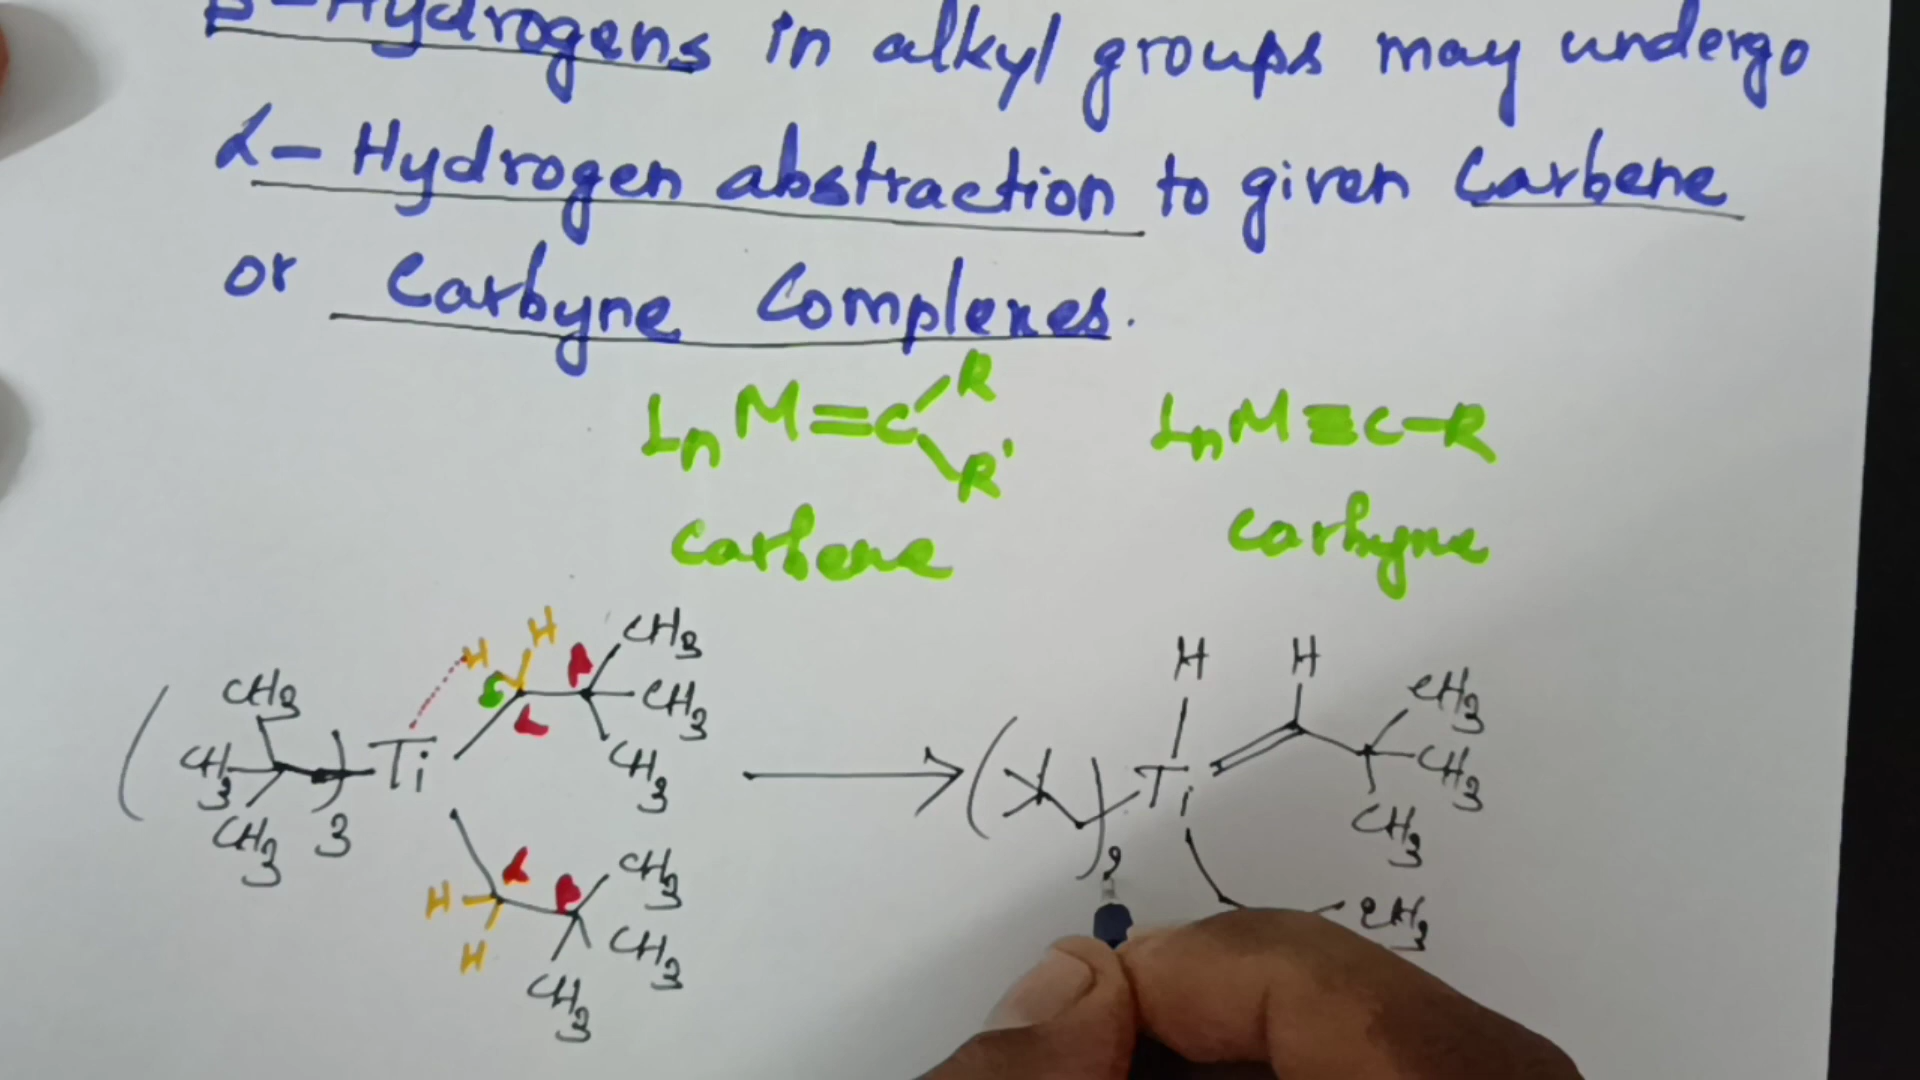 β-Hydrogens in alkyl groups may undergo
α-Hydrogen abstraction to given Carbene
or Carbyne Complexes.
LnM=C R R'
LnM≡C-R
Carbene
Carbyne
H H β CH3
CH3 α CH3
CH3 ( CH3 )3 Ti CH3
CH3
α β CH3
H CH3
H CH3
H H
CH3
( )2 Ti CH3
CH3
CH3